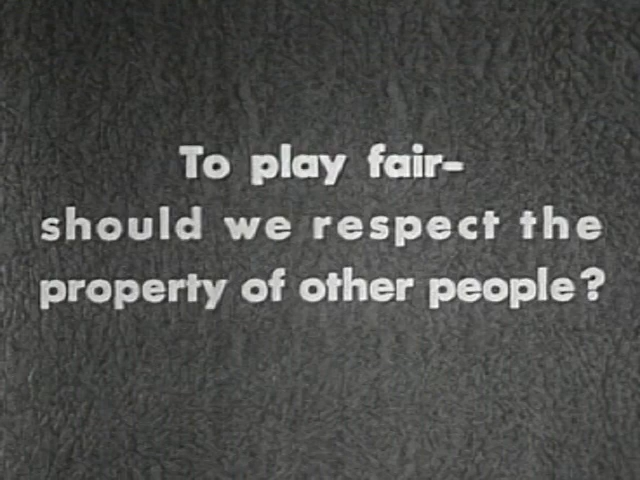 To play fair-
should we respect the
property of other people?